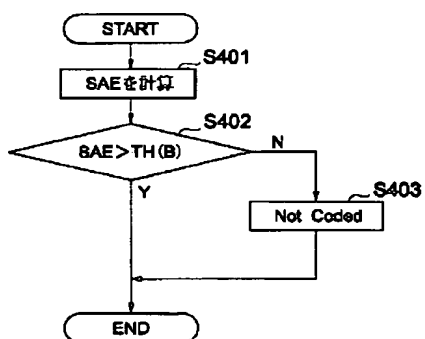 START
S401
SAEを計算
S402
SAE>TH(B)
N
Y
S403
Not Coded
END